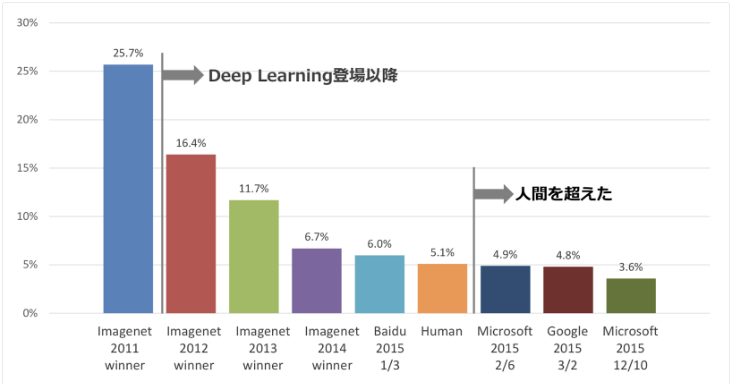 30%
25%
20%
15%
10%
5%
0%
25.7%
16.4%
11.7%
6.7%
6.0%
5.1%
4.9%
4.8%
3.6%
Deep Learning登場以降
人間を超えた
Imagenet
2011
winner
Imagenet
2012
winner
Imagenet
2013
winner
Imagenet
2014
winner
Baidu
2015
1/3
Human
Microsoft
2015
2/6
Google
2015
3/2
Microsoft
2015
12/10